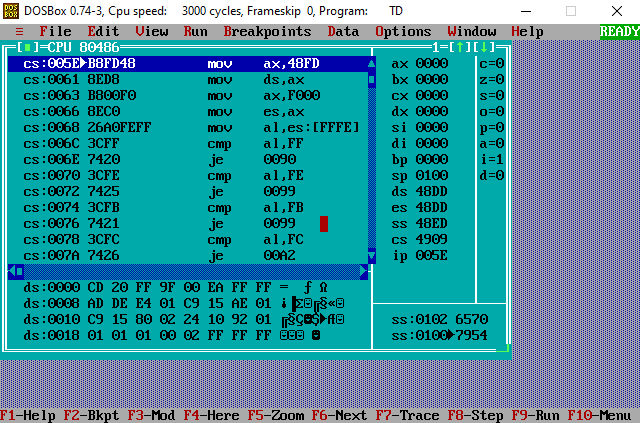 DOSBox 0.74-3, Cpu speed: 3000 cycles, Frameskip 0, Program: TD
≡ File Edit View Run Breakpoints Data Options Window Help READY
[■]=CPU 80486 1=[↑][↓]
cs:005E►B8FD48 mov ax,48FD ax 0000 c=0
cs:0061 8ED8 mov ds,ax bx 0000 z=0
cs:0063 B800F0 mov ax,F000 cx 0000 s=0
cs:0066 8EC0 mov es,ax dx 0000 o=0
cs:0068 26A0FEFF mov al,es:[FFFE] si 0000 p=0
cs:006C 3CFF cmp al,FF di 0000 a=0
cs:006E 7420 je 0090 bp 0000 i=1
cs:0070 3CFE cmp al,FE sp 0100 d=0
cs:0072 7425 je 0099 ds 48DD
cs:0074 3CFB cmp al,FB es 48DD
cs:0076 7421 je 0099 ss 48ED
cs:0078 3CFC cmp al,FC cs 4909
cs:007A 7426 je 00A2 ip 005E
ds:0000 CD 20 FF 9F 00 EA FF FF = ƒ Ω
ds:0008 AD DE E4 01 C9 15 AE 01
ds:0010 C9 15 80 02 24 10 92 01 ss:0102 6570
ds:0018 01 01 01 00 02 FF FF FF ss:0100►7954
F1-Help F2-Bkpt F3-Mod F4-Here F5-Zoom F6-Next F7-Trace F8-Step F9-Run F10-Menu